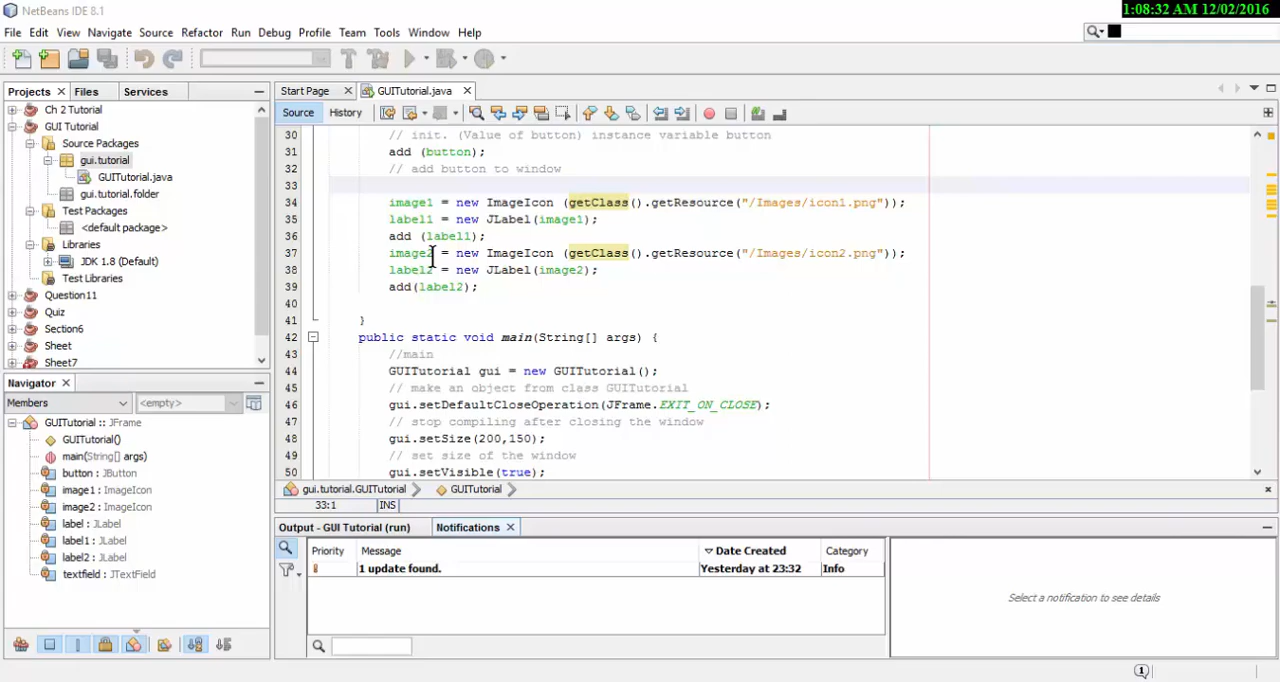 NetBeans IDE 8.1
1:08:32 AM 12/02/2016
File Edit View Navigate Source Refactor Run Debug Profile Team Tools Window Help
Projects Files Services
Ch 2 Tutorial
GUI Tutorial
Source Packages
gui.tutorial
GUITutorial.java
gui.tutorial.folder
Test Packages
<default package>
Libraries
JDK 1.8 (Default)
Test Libraries
Question11
Quiz
Section6
Sheet
Sheet7
Navigator
Members <empty>
GUITutorial :: JFrame
GUITutorial()
main(String[] args)
button : JButton
image1 : ImageIcon
image2 : ImageIcon
label : JLabel
label1 : JLabel
label2 : JLabel
textfield : JTextField
Start Page GUITutorial.java
Source History
30 // init. (Value of button) instance variable button
31 add (button);
32 // add button to window
33
34 image1 = new ImageIcon (getClass().getResource("/Images/icon1.png"));
35 label1 = new JLabel(image1);
36 add (label1);
37 image2 = new ImageIcon (getClass().getResource("/Images/icon2.png"));
38 label2 = new JLabel(image2);
39 add(label2);
40
41 }
42 public static void main(String[] args) {
43 //main
44 GUITutorial gui = new GUITutorial();
45 // make an object from class GUITutorial
46 gui.setDefaultCloseOperation(JFrame.EXIT_ON_CLOSE);
47 // stop compiling after closing the window
48 gui.setSize(200,150);
49 // set size of the window
50 gui.setVisible(true);
gui.tutorial.GUITutorial GUITutorial
33:1 INS
Output - GUI Tutorial (run) Notifications
Priority Message Date Created Category
1 update found. Yesterday at 23:32 Info
Select a notification to see details
1